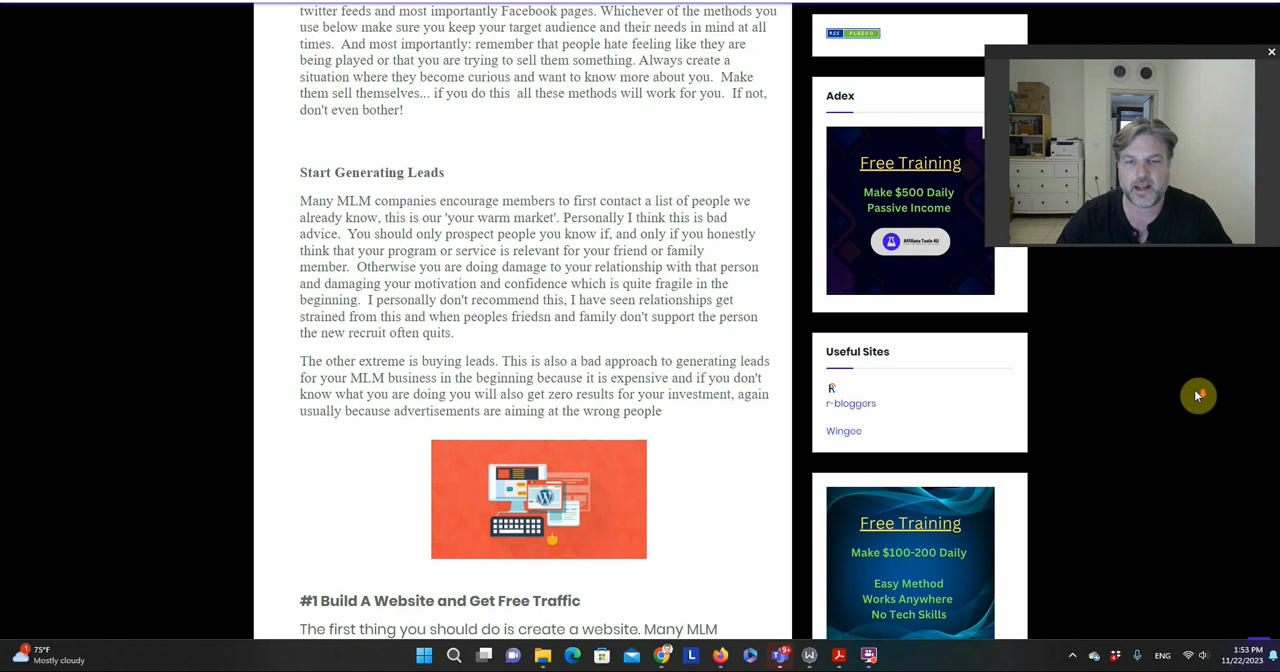 twitter feeds and most importantly Facebook pages. Whichever of the methods you
use below make sure you keep your target audience and their needs in mind at all
times.  And most importantly: remember that people hate feeling like they are
being played or that you are trying to sell them something. Always create a
situation where they become curious and want to know more about you.  Make
them sell themselves... if you do this  all these methods will work for you.  If not,
don't even bother!
Start Generating Leads
Many MLM companies encourage members to first contact a list of people we
already know, this is our 'your warm market'. Personally I think this is bad
advice.  You should only prospect people you know if, and only if you honestly
think that your program or service is relevant for your friend or family
member.  Otherwise you are doing damage to your relationship with that person
and damaging your motivation and confidence which is quite fragile in the
beginning.  I personally don't recommend this, I have seen relationships get
strained from this and when peoples friedsn and family don't support the person
the new recruit often quits.
The other extreme is buying leads. This is also a bad approach to generating leads
for your MLM business in the beginning because it is expensive and if you don't
know what you are doing you will also get zero results for your investment, again
usually because advertisements are aiming at the wrong people
#1 Build A Website and Get Free Traffic
The first thing you should do is create a website. Many MLM
RSS PLAZOO
Adex
Free Training
Make $500 Daily
Passive Income
Affiliate Tools 4U
Useful Sites
R
r-bloggers
Wingee
Free Training
Make $100-200 Daily
Easy Method
Works Anywhere
No Tech Skills
1
75°F
Mostly cloudy
L
9+
ENG
1:53 PM
11/22/2023